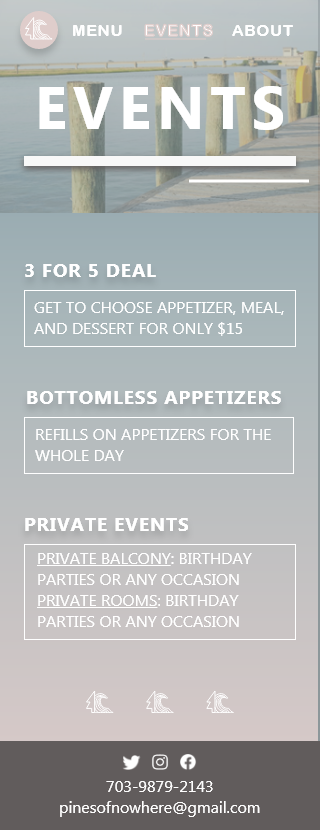 MENU EVENTS ABOUT
EVENTS
3 FOR 5 DEAL
GET TO CHOOSE APPETIZER, MEAL,
AND DESSERT FOR ONLY $15
BOTTOMLESS APPETIZERS
REFILLS ON APPETIZERS FOR THE
WHOLE DAY
PRIVATE EVENTS
PRIVATE BALCONY: BIRTHDAY
PARTIES OR ANY OCCASION
PRIVATE ROOMS: BIRTHDAY
PARTIES OR ANY OCCASION
703-9879-2143
pinesofnowhere@gmail.com